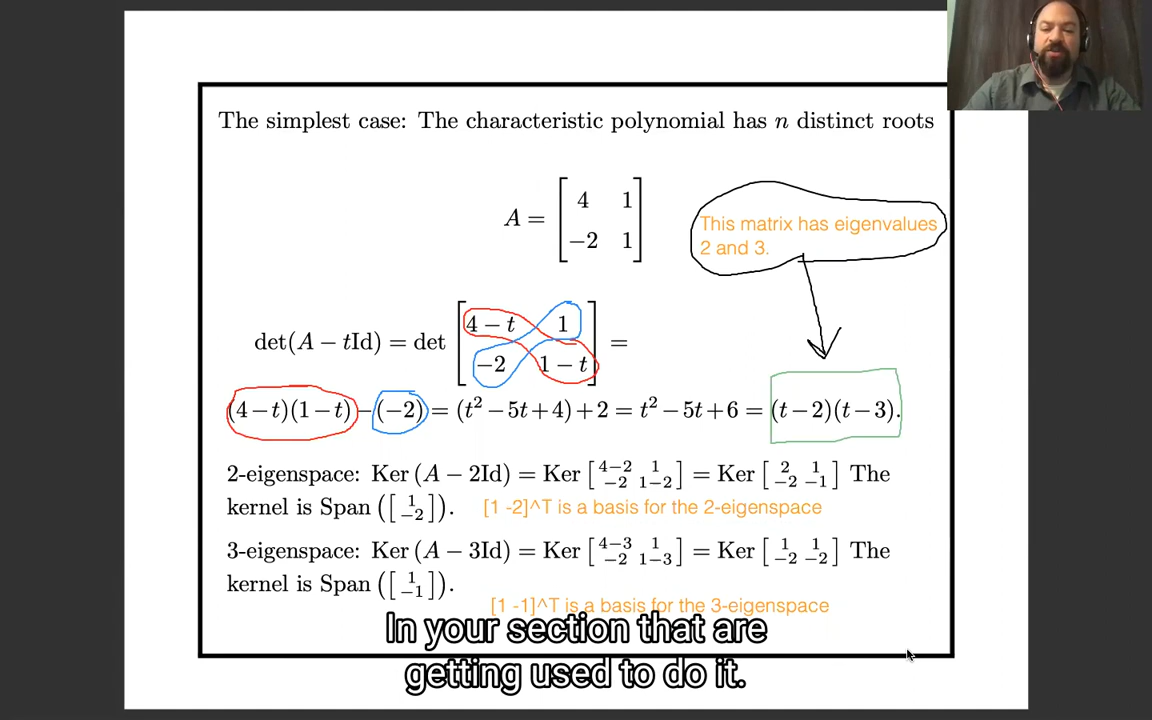 The simplest case: The characteristic polynomial has n distinct roots
A = [4 1
−2 1]
This matrix has eigenvalues
2 and 3.
det(A − tId) = det [4 − t 1
−2 1 − t] =
(4−t)(1−t)−(−2) = (t² −5t+4)+2 = t² −5t+6 = (t−2)(t−3).
2-eigenspace: Ker (A − 2Id) = Ker [4−2 1 −2 1−2] = Ker [2 1 −2 −1] The
kernel is Span ([1 −2]). [1 -2]^T is a basis for the 2-eigenspace
3-eigenspace: Ker (A − 3Id) = Ker [4−3 1 −2 1−3] = Ker [1 1 −2 −2] The
kernel is Span ([1 −1]).
[1 -1]^T is a basis for the 3-eigenspace
In your section that are
getting used to do it.